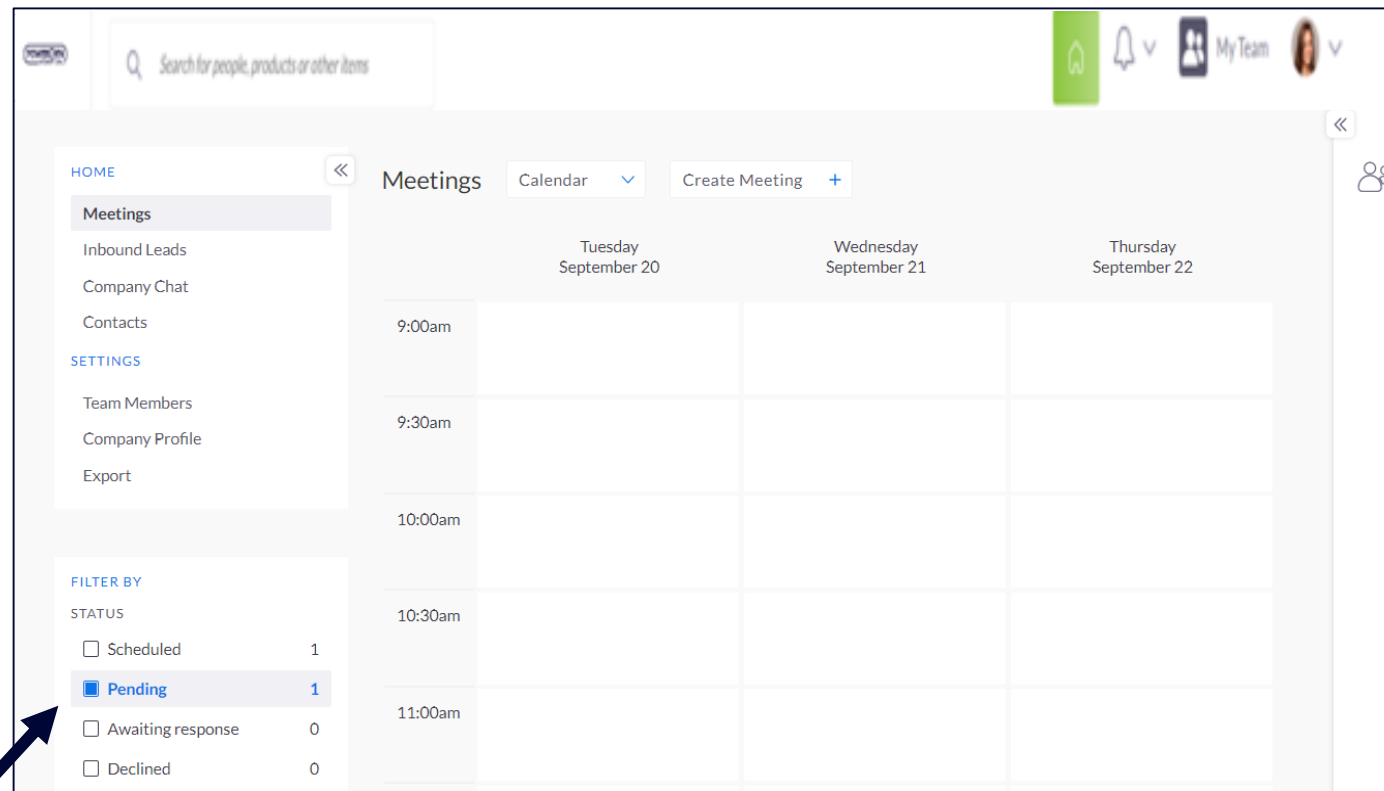 Search for people, products or other items
My Team
HOME
Meetings
Inbound Leads
Company Chat
Contacts
SETTINGS
Team Members
Company Profile
Export
FILTER BY
STATUS
Scheduled 1
Pending 1
Awaiting response 0
Declined 0
Meetings Calendar Create Meeting +
Tuesday Wednesday Thursday
September 20 September 21 September 22
9:00am
9:30am
10:00am
10:30am
11:00am